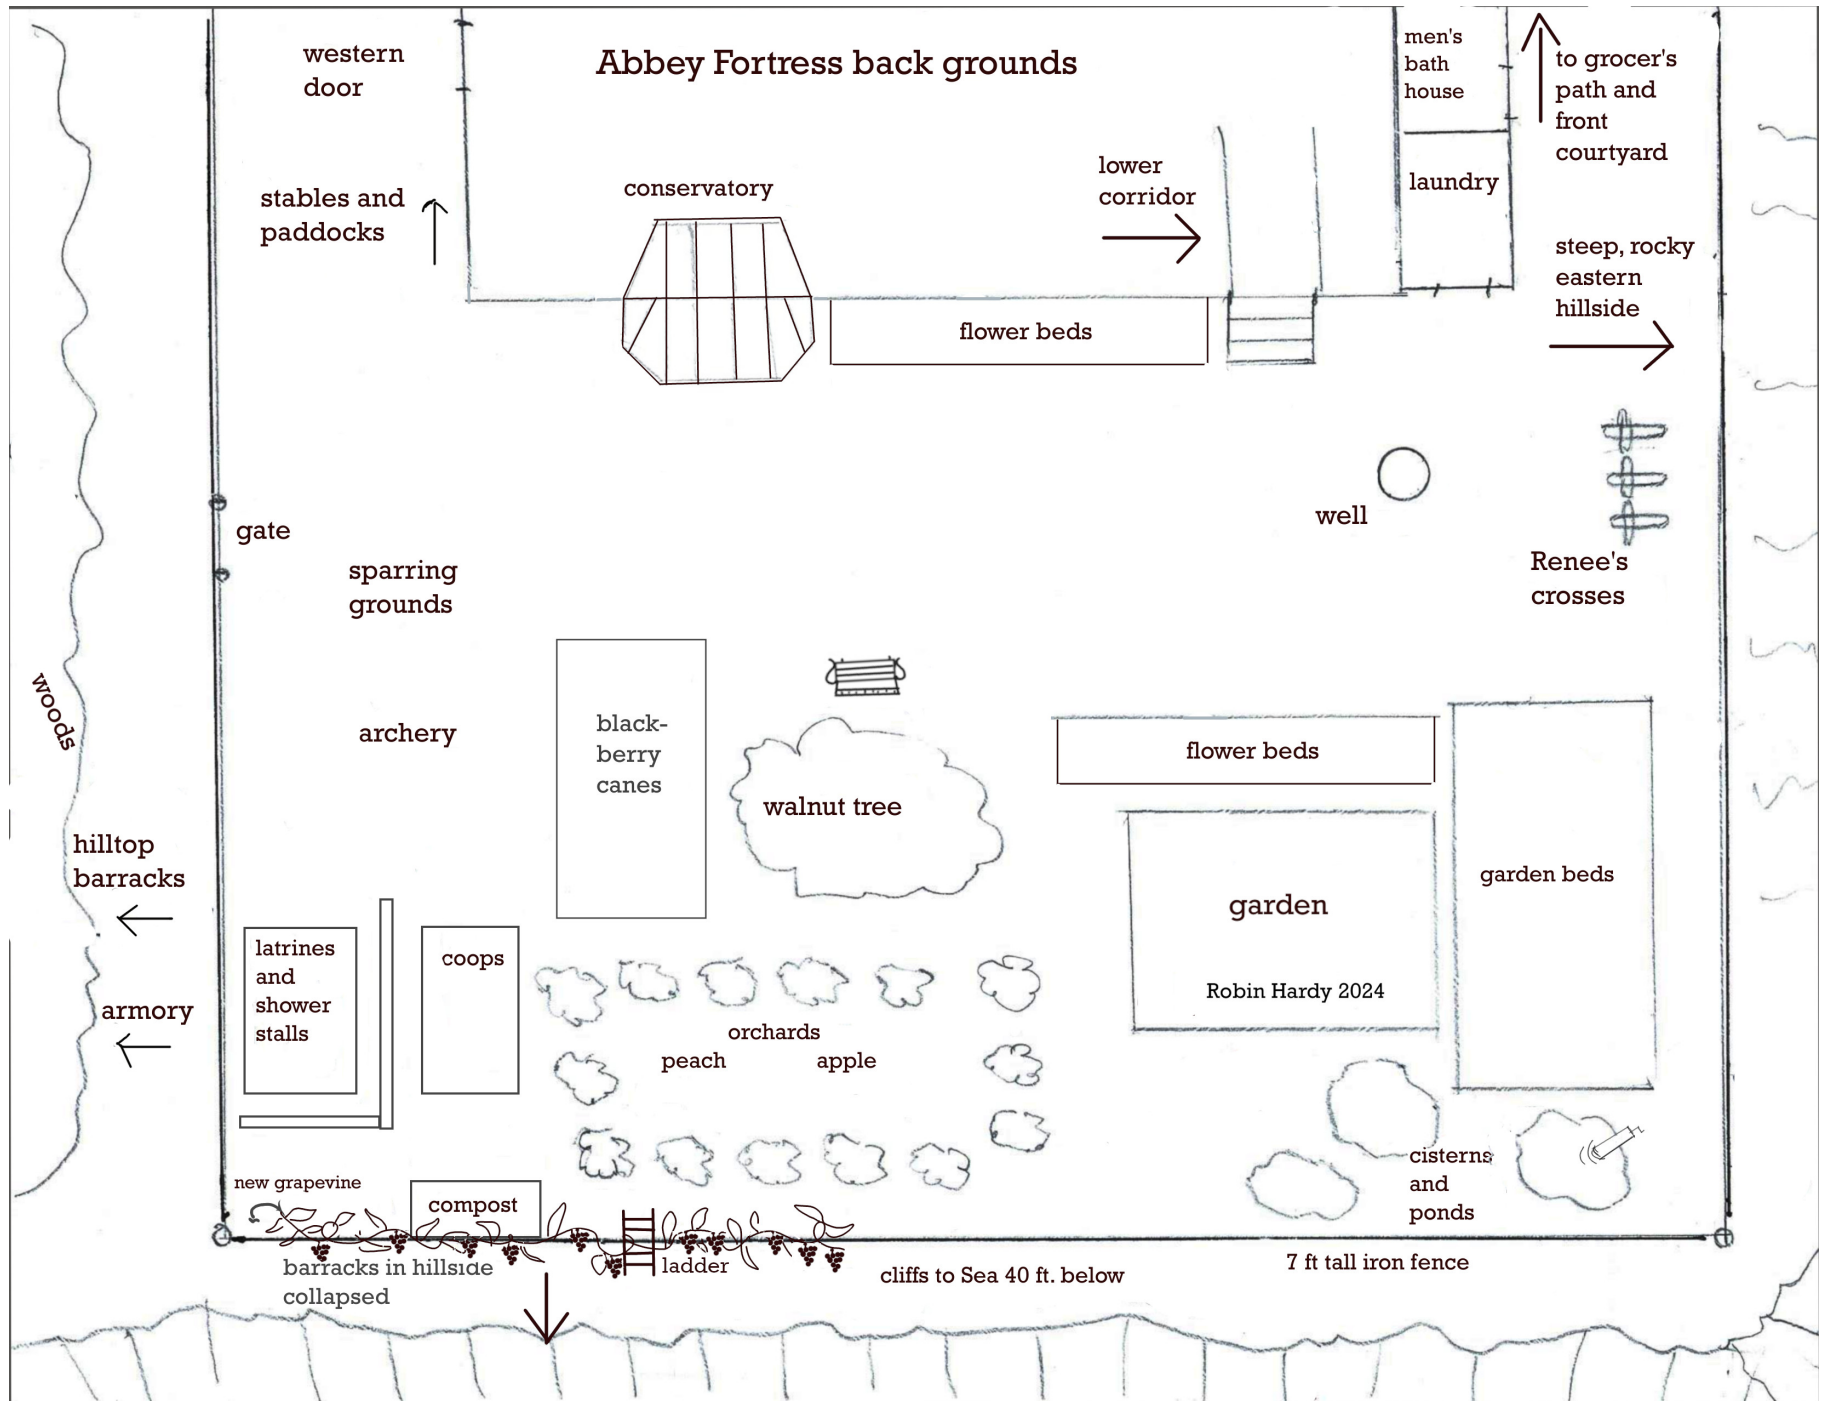 Abbey Fortress back grounds
western
door
men's
bath
house
to grocer's
path and
front
courtyard
stables and
paddocks
conservatory
lower
corridor
laundry
steep, rocky
eastern
hillside
flower beds
gate
well
sparring
grounds
Renee's
crosses
woods
archery
black-
berry
canes
walnut tree
flower beds
hilltop
barracks
garden beds
garden
latrines
and
shower
stalls
coops
Robin Hardy 2024
armory
orchards
peach apple
cisterns
and
ponds
new grapevine
compost
barracks in hillside
collapsed
ladder
cliffs to Sea 40 ft. below
7 ft tall iron fence